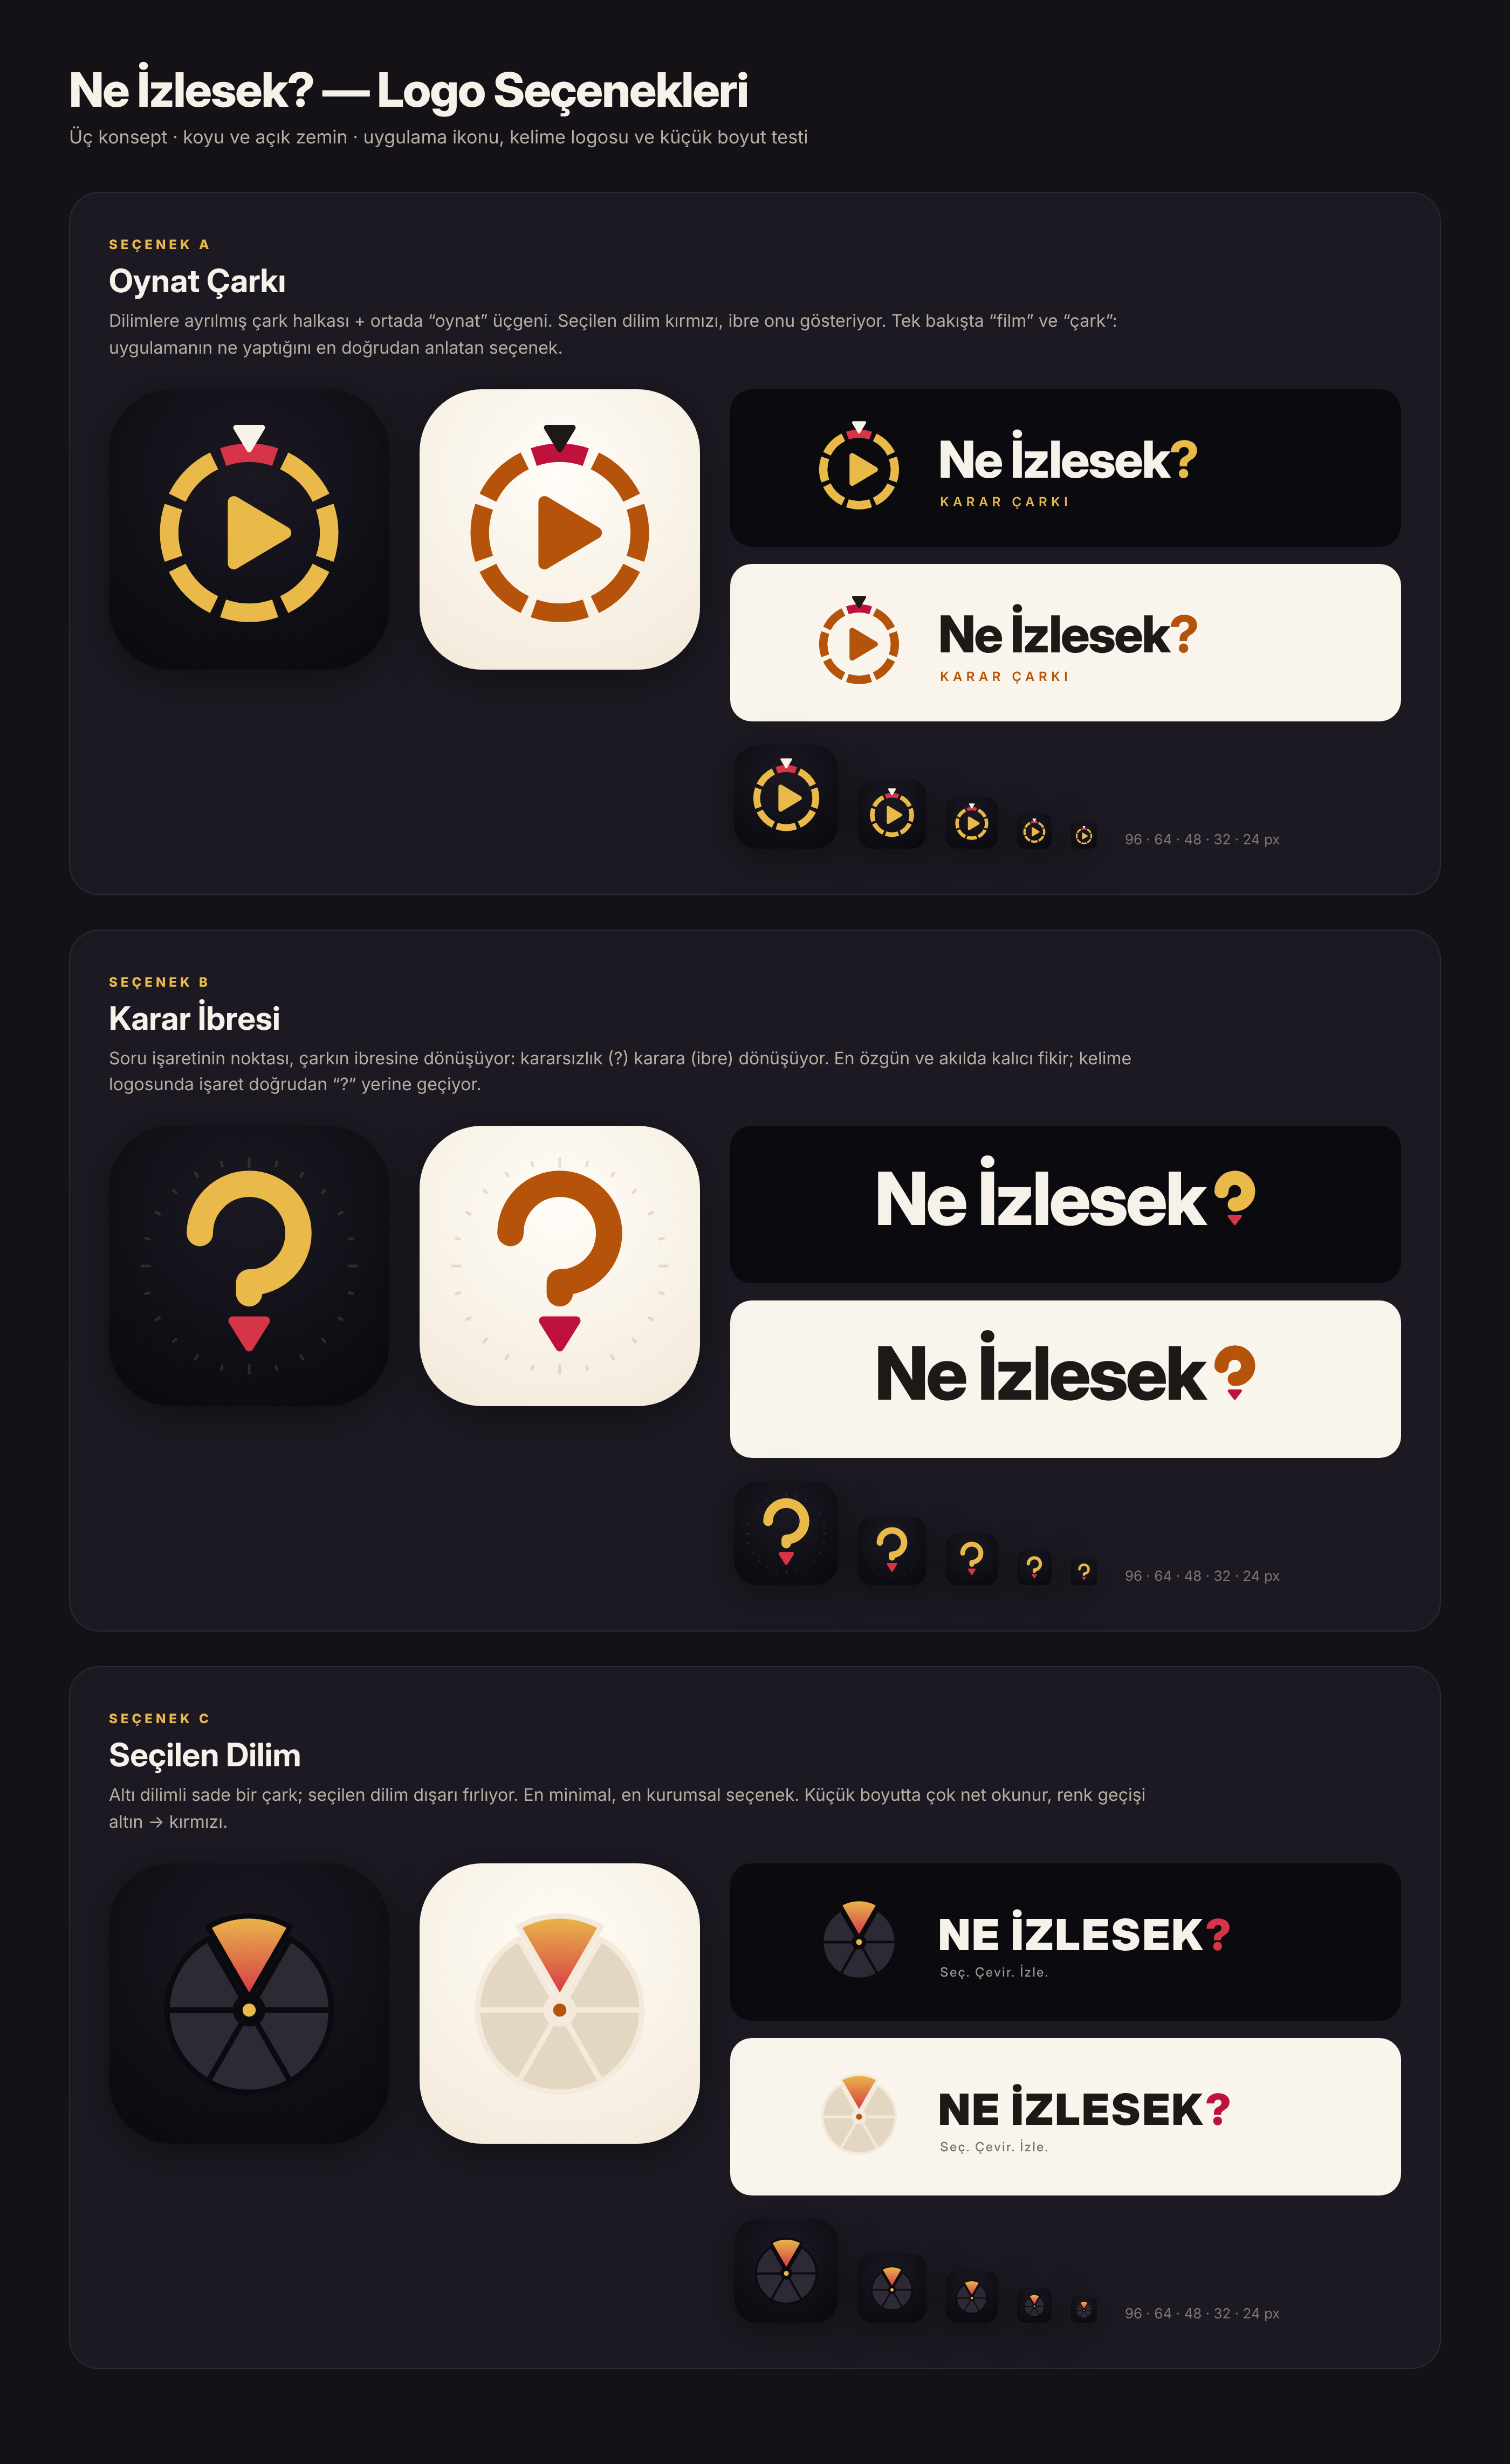 Ne İzlesek? — Logo Seçenekleri
Üç konsept · koyu ve açık zemin · uygulama ikonu, kelime logosu ve küçük boyut testi
SEÇENEK A
Oynat Çarkı
Dilimlere ayrılmış çark halkası + ortada “oynat” üçgeni. Seçilen dilim kırmızı, ibre onu gösteriyor. Tek bakışta “film” ve “çark”:
uygulamanın ne yaptığını en doğrudan anlatan seçenek.
Ne İzlesek?
KARAR ÇARKI
Ne İzlesek?
KARAR ÇARKI
96 · 64 · 48 · 32 · 24 px
SEÇENEK B
Karar İbresi
Soru işaretinin noktası, çarkın ibresine dönüşüyor: kararsızlık (?) karara (ibre) dönüşüyor. En özgün ve akılda kalıcı fikir; kelime
logosunda işaret doğrudan “?” yerine geçiyor.
?
?
Ne İzlesek?
Ne İzlesek?
? ? ? ? ?
96 · 64 · 48 · 32 · 24 px
SEÇENEK C
Seçilen Dilim
Altı dilimli sade bir çark; seçilen dilim dışarı fırlıyor. En minimal, en kurumsal seçenek. Küçük boyutta çok net okunur, renk geçişi
altın → kırmızı.
NE İZLESEK?
Seç. Çevir. İzle.
NE İZLESEK?
Seç. Çevir. İzle.
96 · 64 · 48 · 32 · 24 px